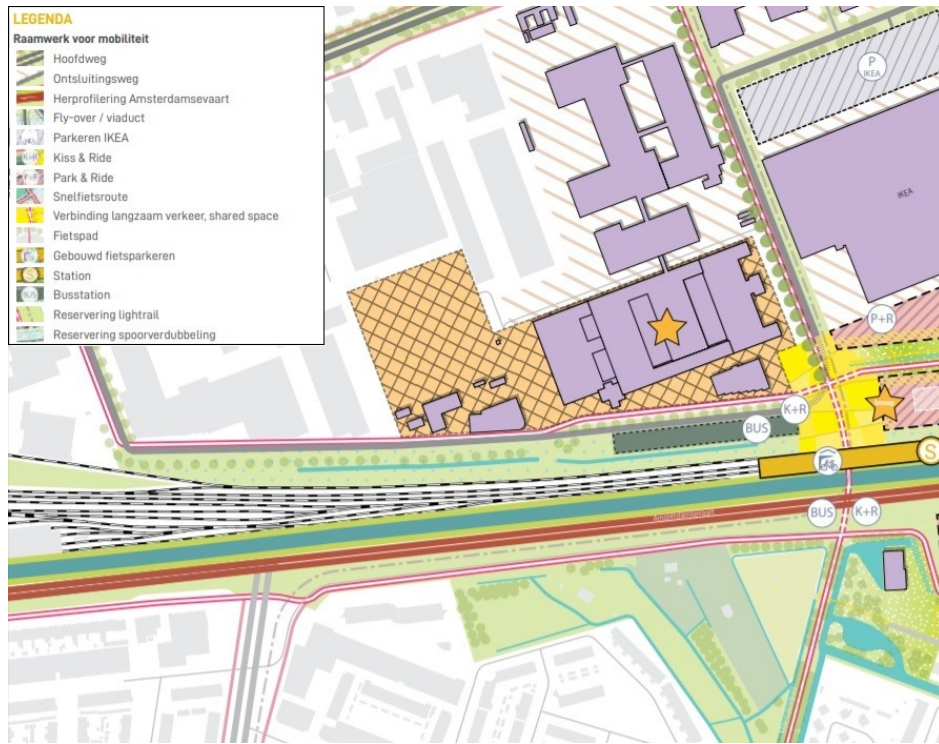 LEGENDA
Raamwerk voor mobiliteit
Hoofdweg
Ontsluitingsweg
Herprofilering Amsterdamsevaart
Fly-over / viaduct
Parkeren IKEA
Kiss & Ride
Park & Ride
Snelfietsroute
Verbinding langzaam verkeer, shared space
Fietspad
Gebouwd fietsparkeren
Station
Busstation
Reservering lightrail
Reservering spoorverdubbeling
P
IKEA
IKEA
P+R
K+R
BUS
S
BUS
K+R